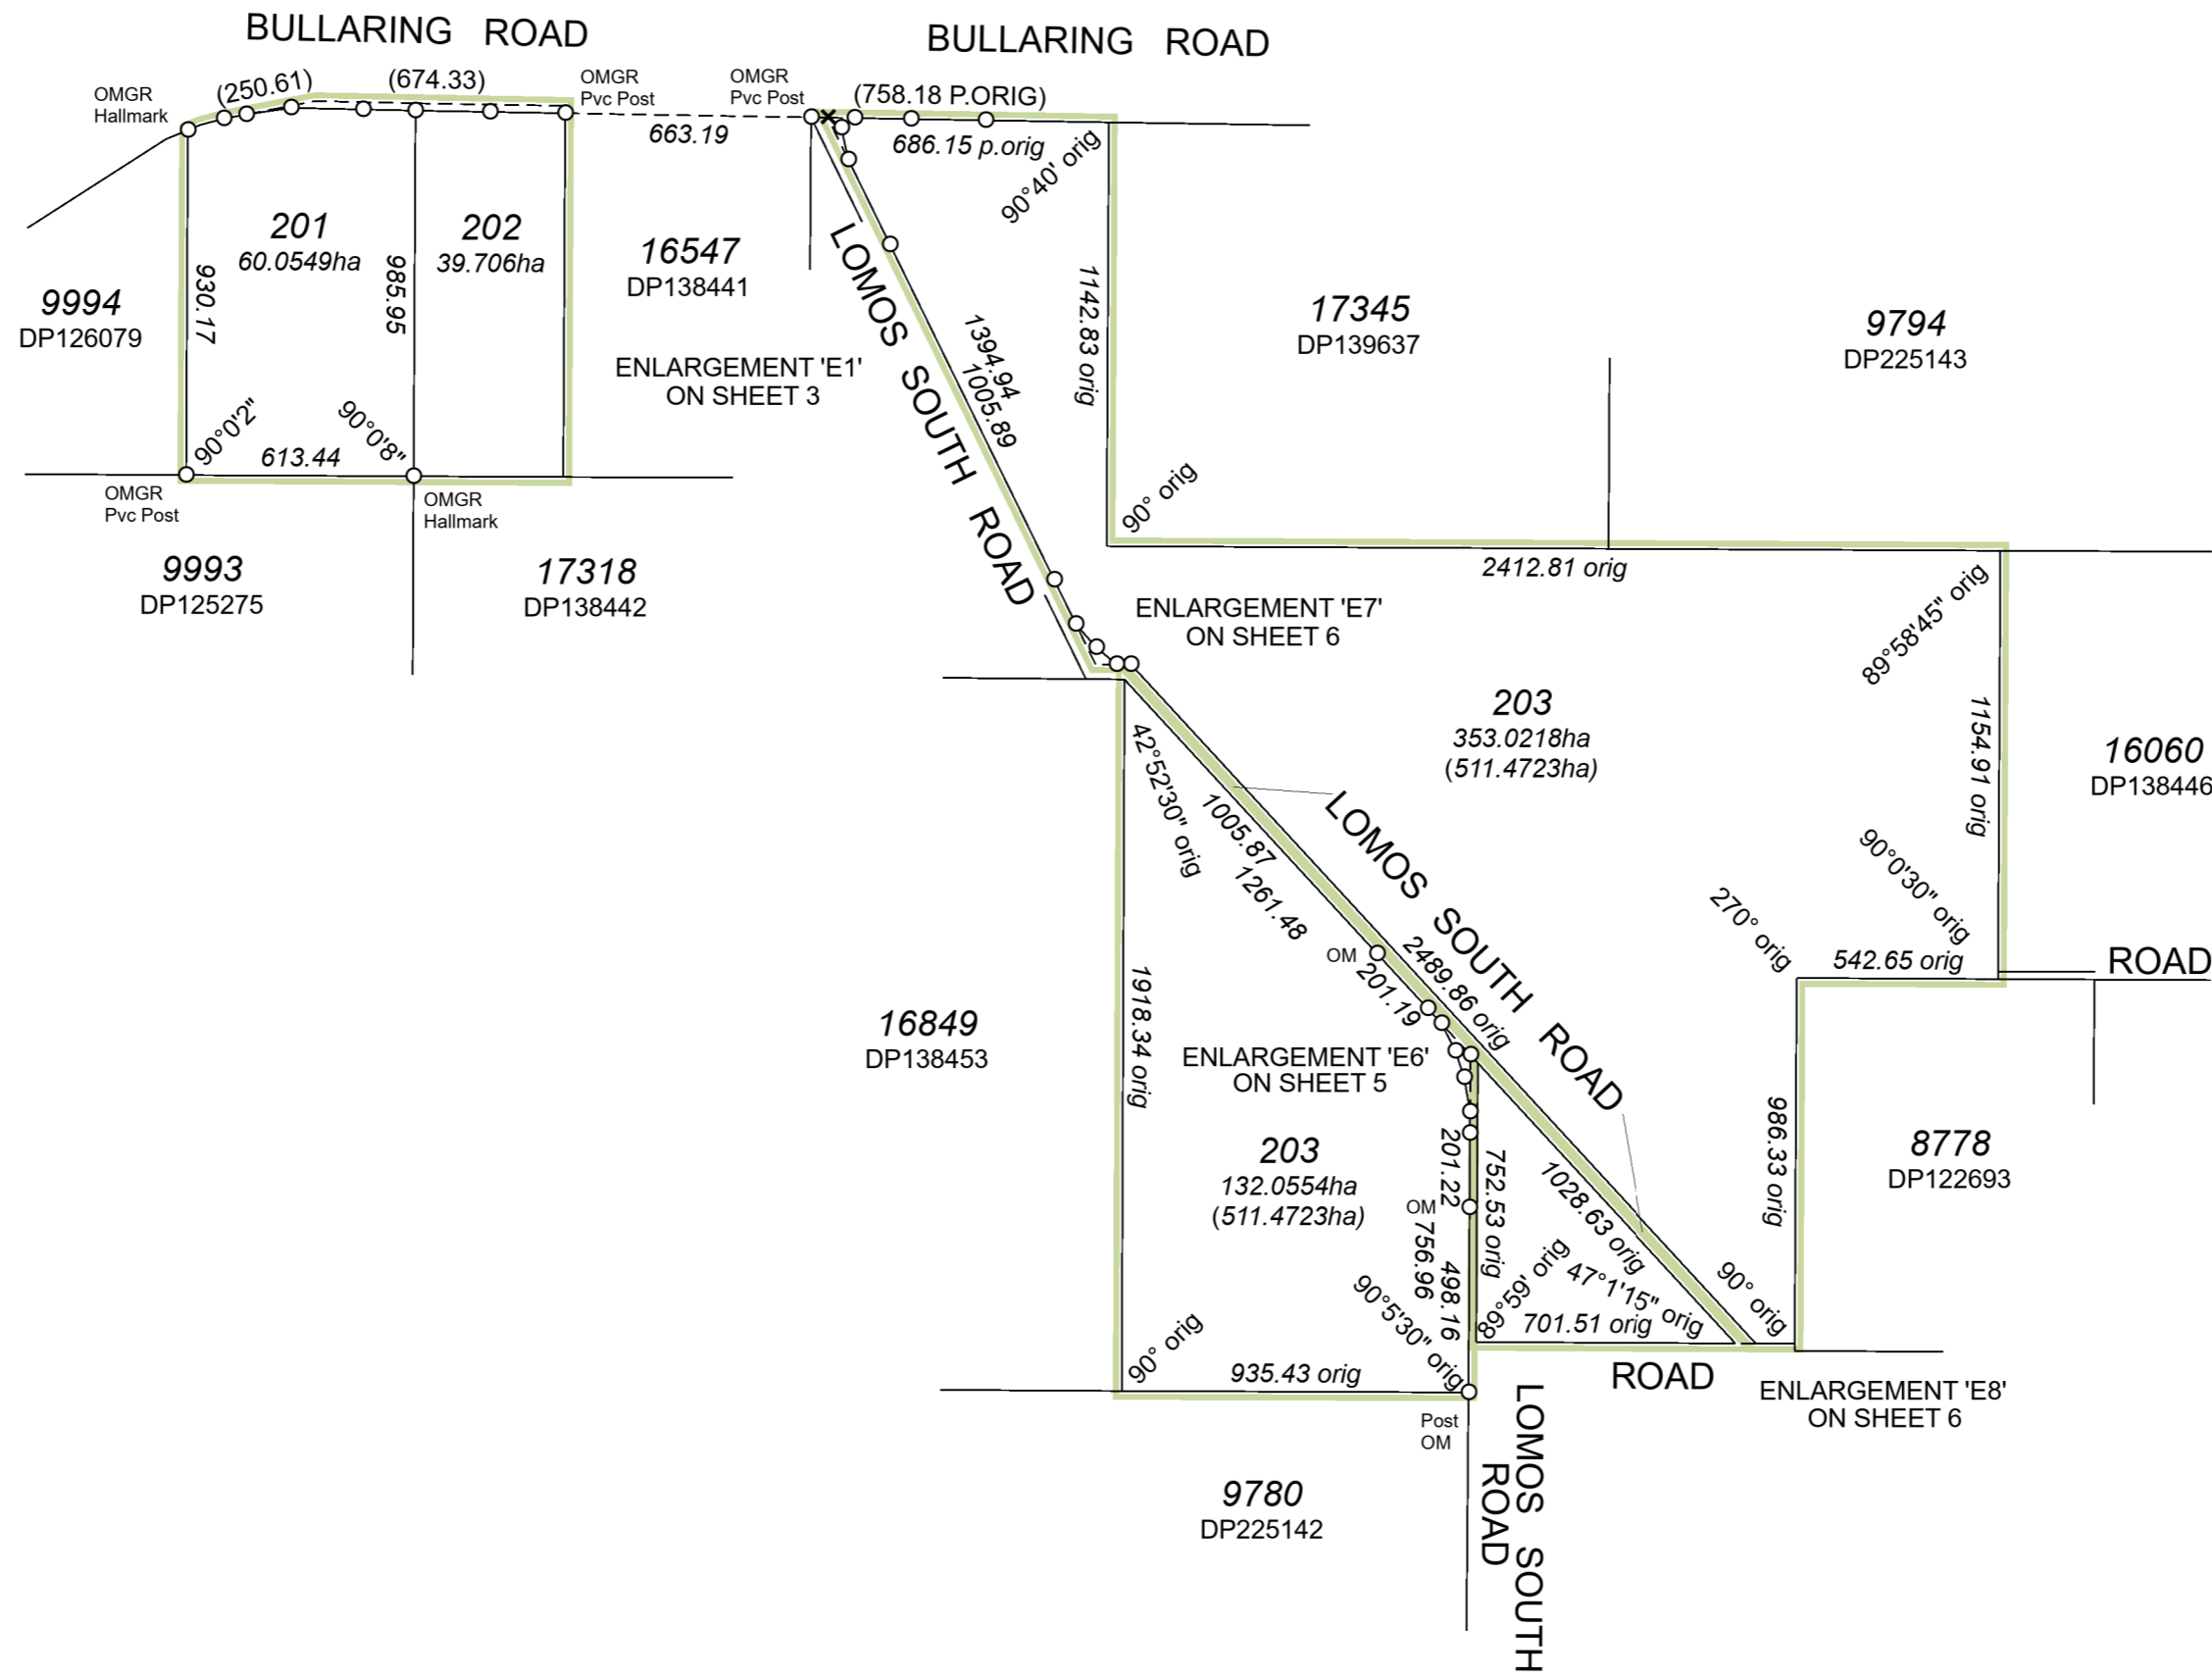 BULLARING ROAD
BULLARING ROAD
OMGR
Hallmark
(250.61)
(674.33)
OMGR
Pvc Post
OMGR
Pvc Post
(758.18 P.ORIG)
663.19
686.15 p.orig
90°40' orig
201
60.0549ha
202
39.706ha
930.17
985.95
16547
DP138441
9994
DP126079
LOMOS SOUTH ROAD
1394.94
1005.89
1142.83 orig
17345
DP139637
9794
DP225143
ENLARGEMENT 'E1'
ON SHEET 3
90°0'2"
613.44
90°0'8"
OMGR
Pvc Post
OMGR
Hallmark
90° orig
2412.81 orig
9993
DP125275
17318
DP138442
ENLARGEMENT 'E7'
ON SHEET 6
89°58'45" orig
203
353.0218ha
(511.4723ha)
1154.91 orig
16060
DP138446
42°52'30" orig
1005.87
1261.48
LOMOS SOUTH ROAD
90°0'30" orig
270° orig
542.65 orig
ROAD
OM
201.19
2489.86 orig
1918.34 orig
16849
DP138453
ENLARGEMENT 'E6'
ON SHEET 5
203
132.0554ha
(511.4723ha)
201.22
OM
756.96
498.16
752.53 orig
1028.63 orig
986.33 orig
8778
DP122693
89°59' orig
47°1'15" orig
90° orig
701.51 orig
90°5'30" orig
90° orig
935.43 orig
ROAD
ENLARGEMENT 'E8'
ON SHEET 6
Post
OM
LOMOS SOUTH
ROAD
9780
DP225142